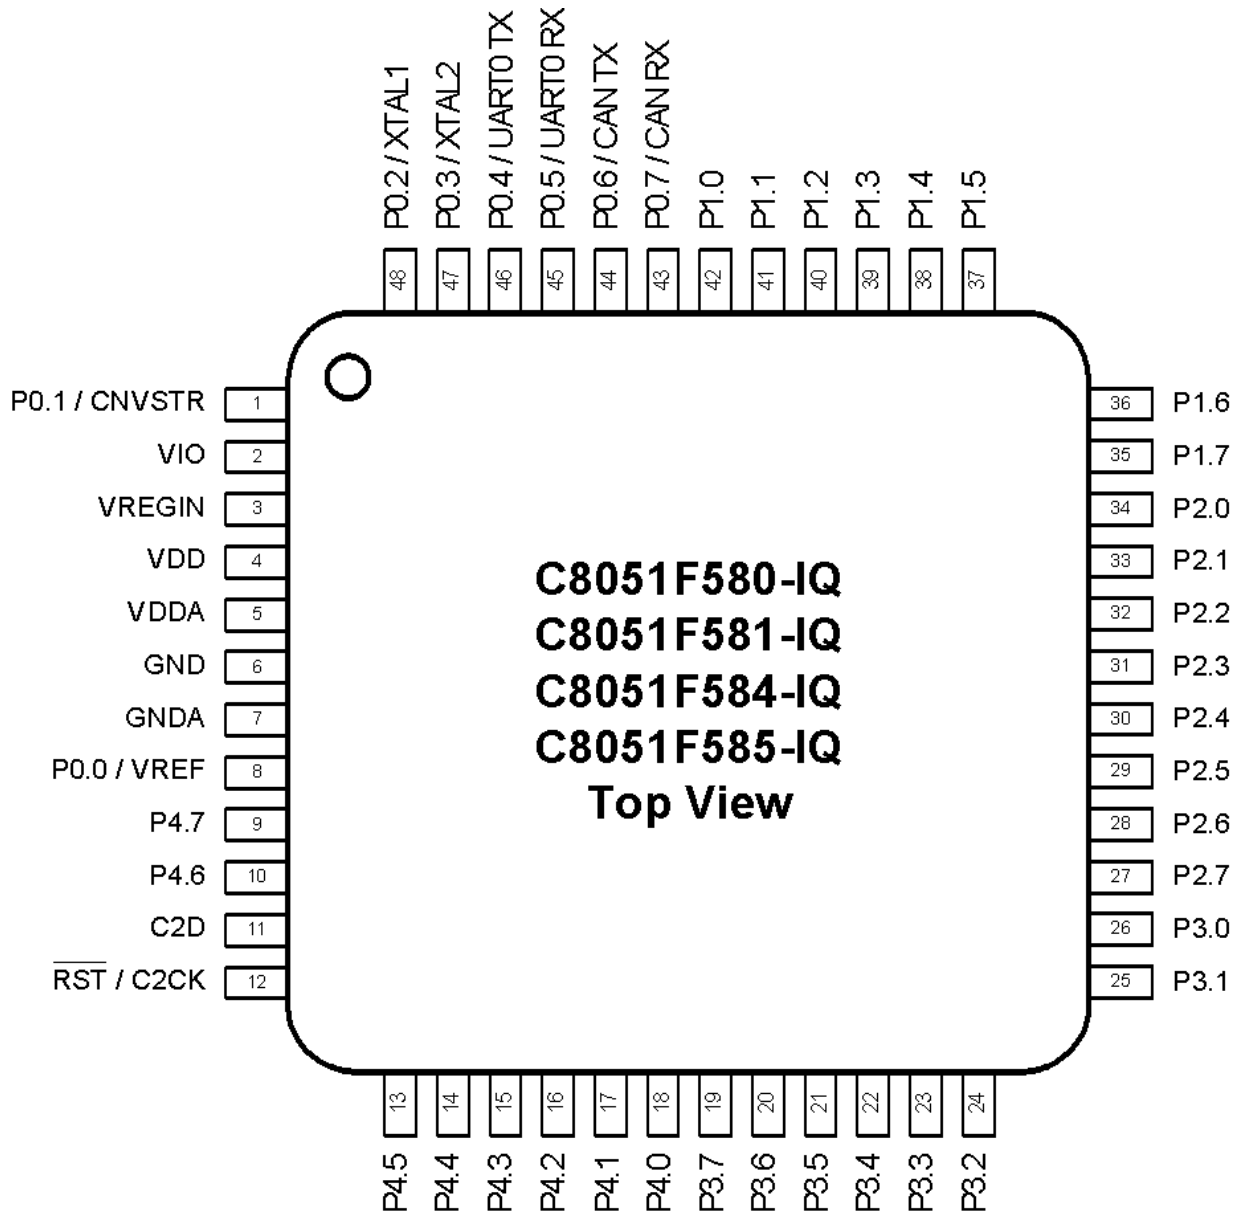 P0.2 / XTAL1
P0.3 / XTAL2
P0.4 / UART0 TX
P0.5 / UART0 RX
P0.6 / CAN TX
P0.7 / CAN RX
P1.0
P1.1
P1.2
P1.3
P1.4
P1.5
48
47
46
45
44
43
42
41
40
39
38
37
P0.1 / CNVSTR 1
VIO 2
VREGIN 3
VDD 4
VDDA 5
GND 6
GNDA 7
P0.0 / VREF 8
P4.7 9
P4.6 10
C2D 11
R̅S̅T̅ / C2CK 12
C8051F580-IQ
C8051F581-IQ
C8051F584-IQ
C8051F585-IQ
Top View
36 P1.6
35 P1.7
34 P2.0
33 P2.1
32 P2.2
31 P2.3
30 P2.4
29 P2.5
28 P2.6
27 P2.7
26 P3.0
25 P3.1
13
14
15
16
17
18
19
20
21
22
23
24
P4.5
P4.4
P4.3
P4.2
P4.1
P4.0
P3.7
P3.6
P3.5
P3.4
P3.3
P3.2